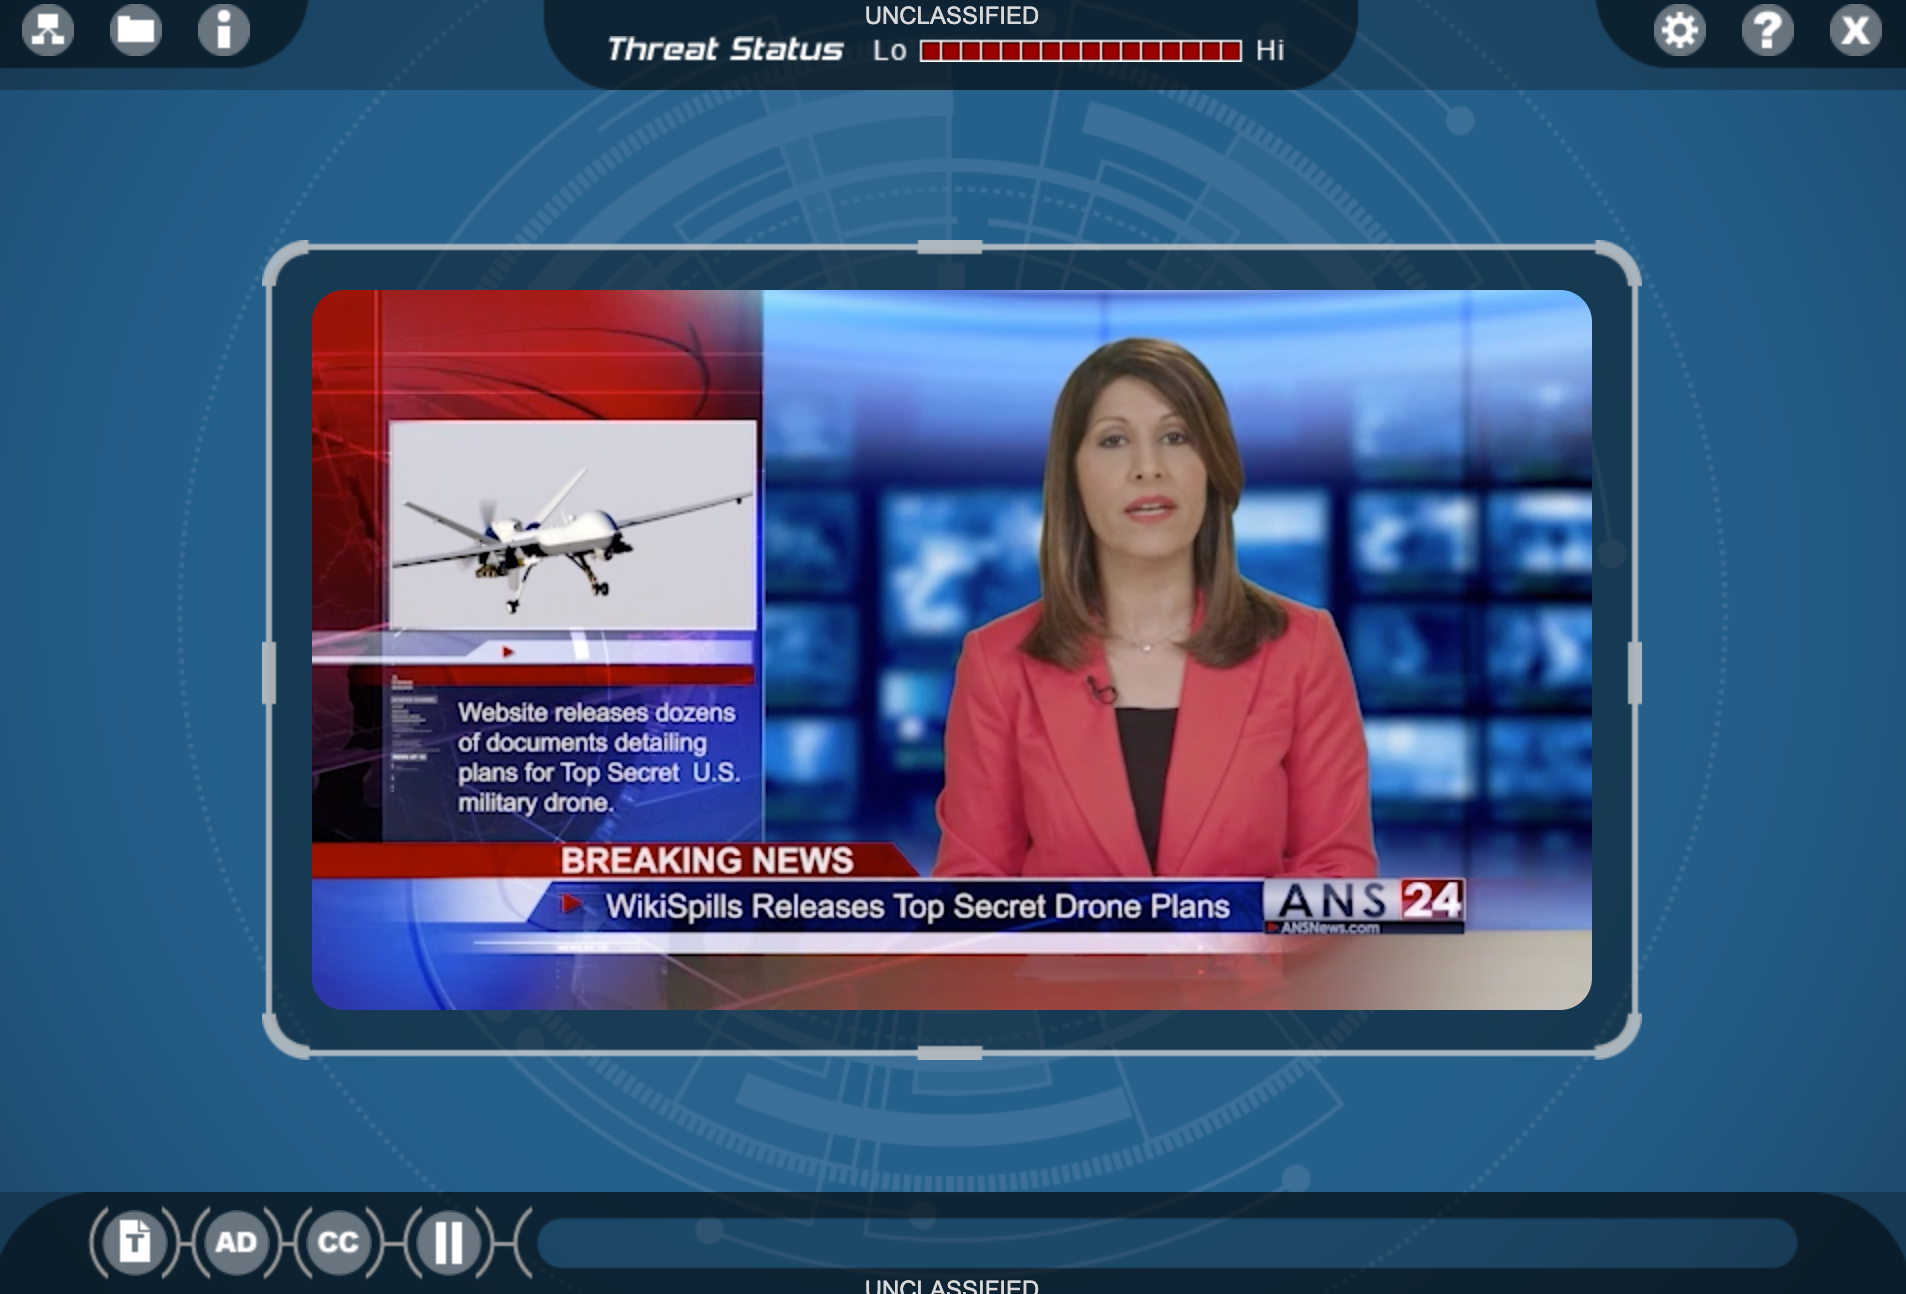 UNCLASSIFIED
Threat Status Lo Hi
Website releases dozens
of documents detailing
plans for Top Secret U.S.
military drone.
BREAKING NEWS
WikiSpills Releases Top Secret Drone Plans
ANS 24
ANSNews.com
T AD CC
UNCLASSIFIED